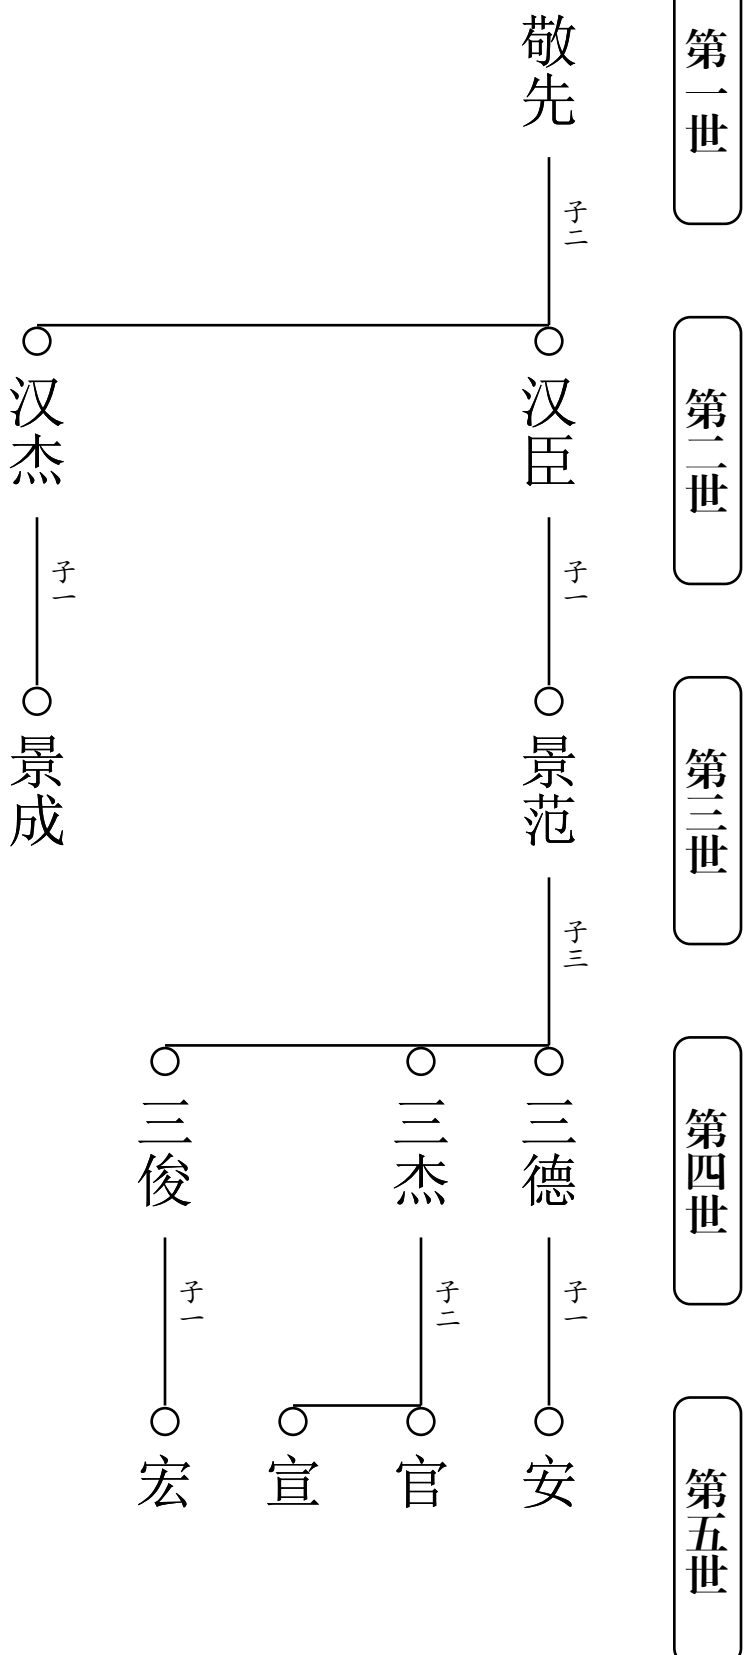 第一世
敬先
子二
第二世
汉臣
子一
汉杰
子一
第三世
景范
子三
景成
第四世
三德
子一
三杰
子二
三俊
子一
第五世
安
官
宣
宏